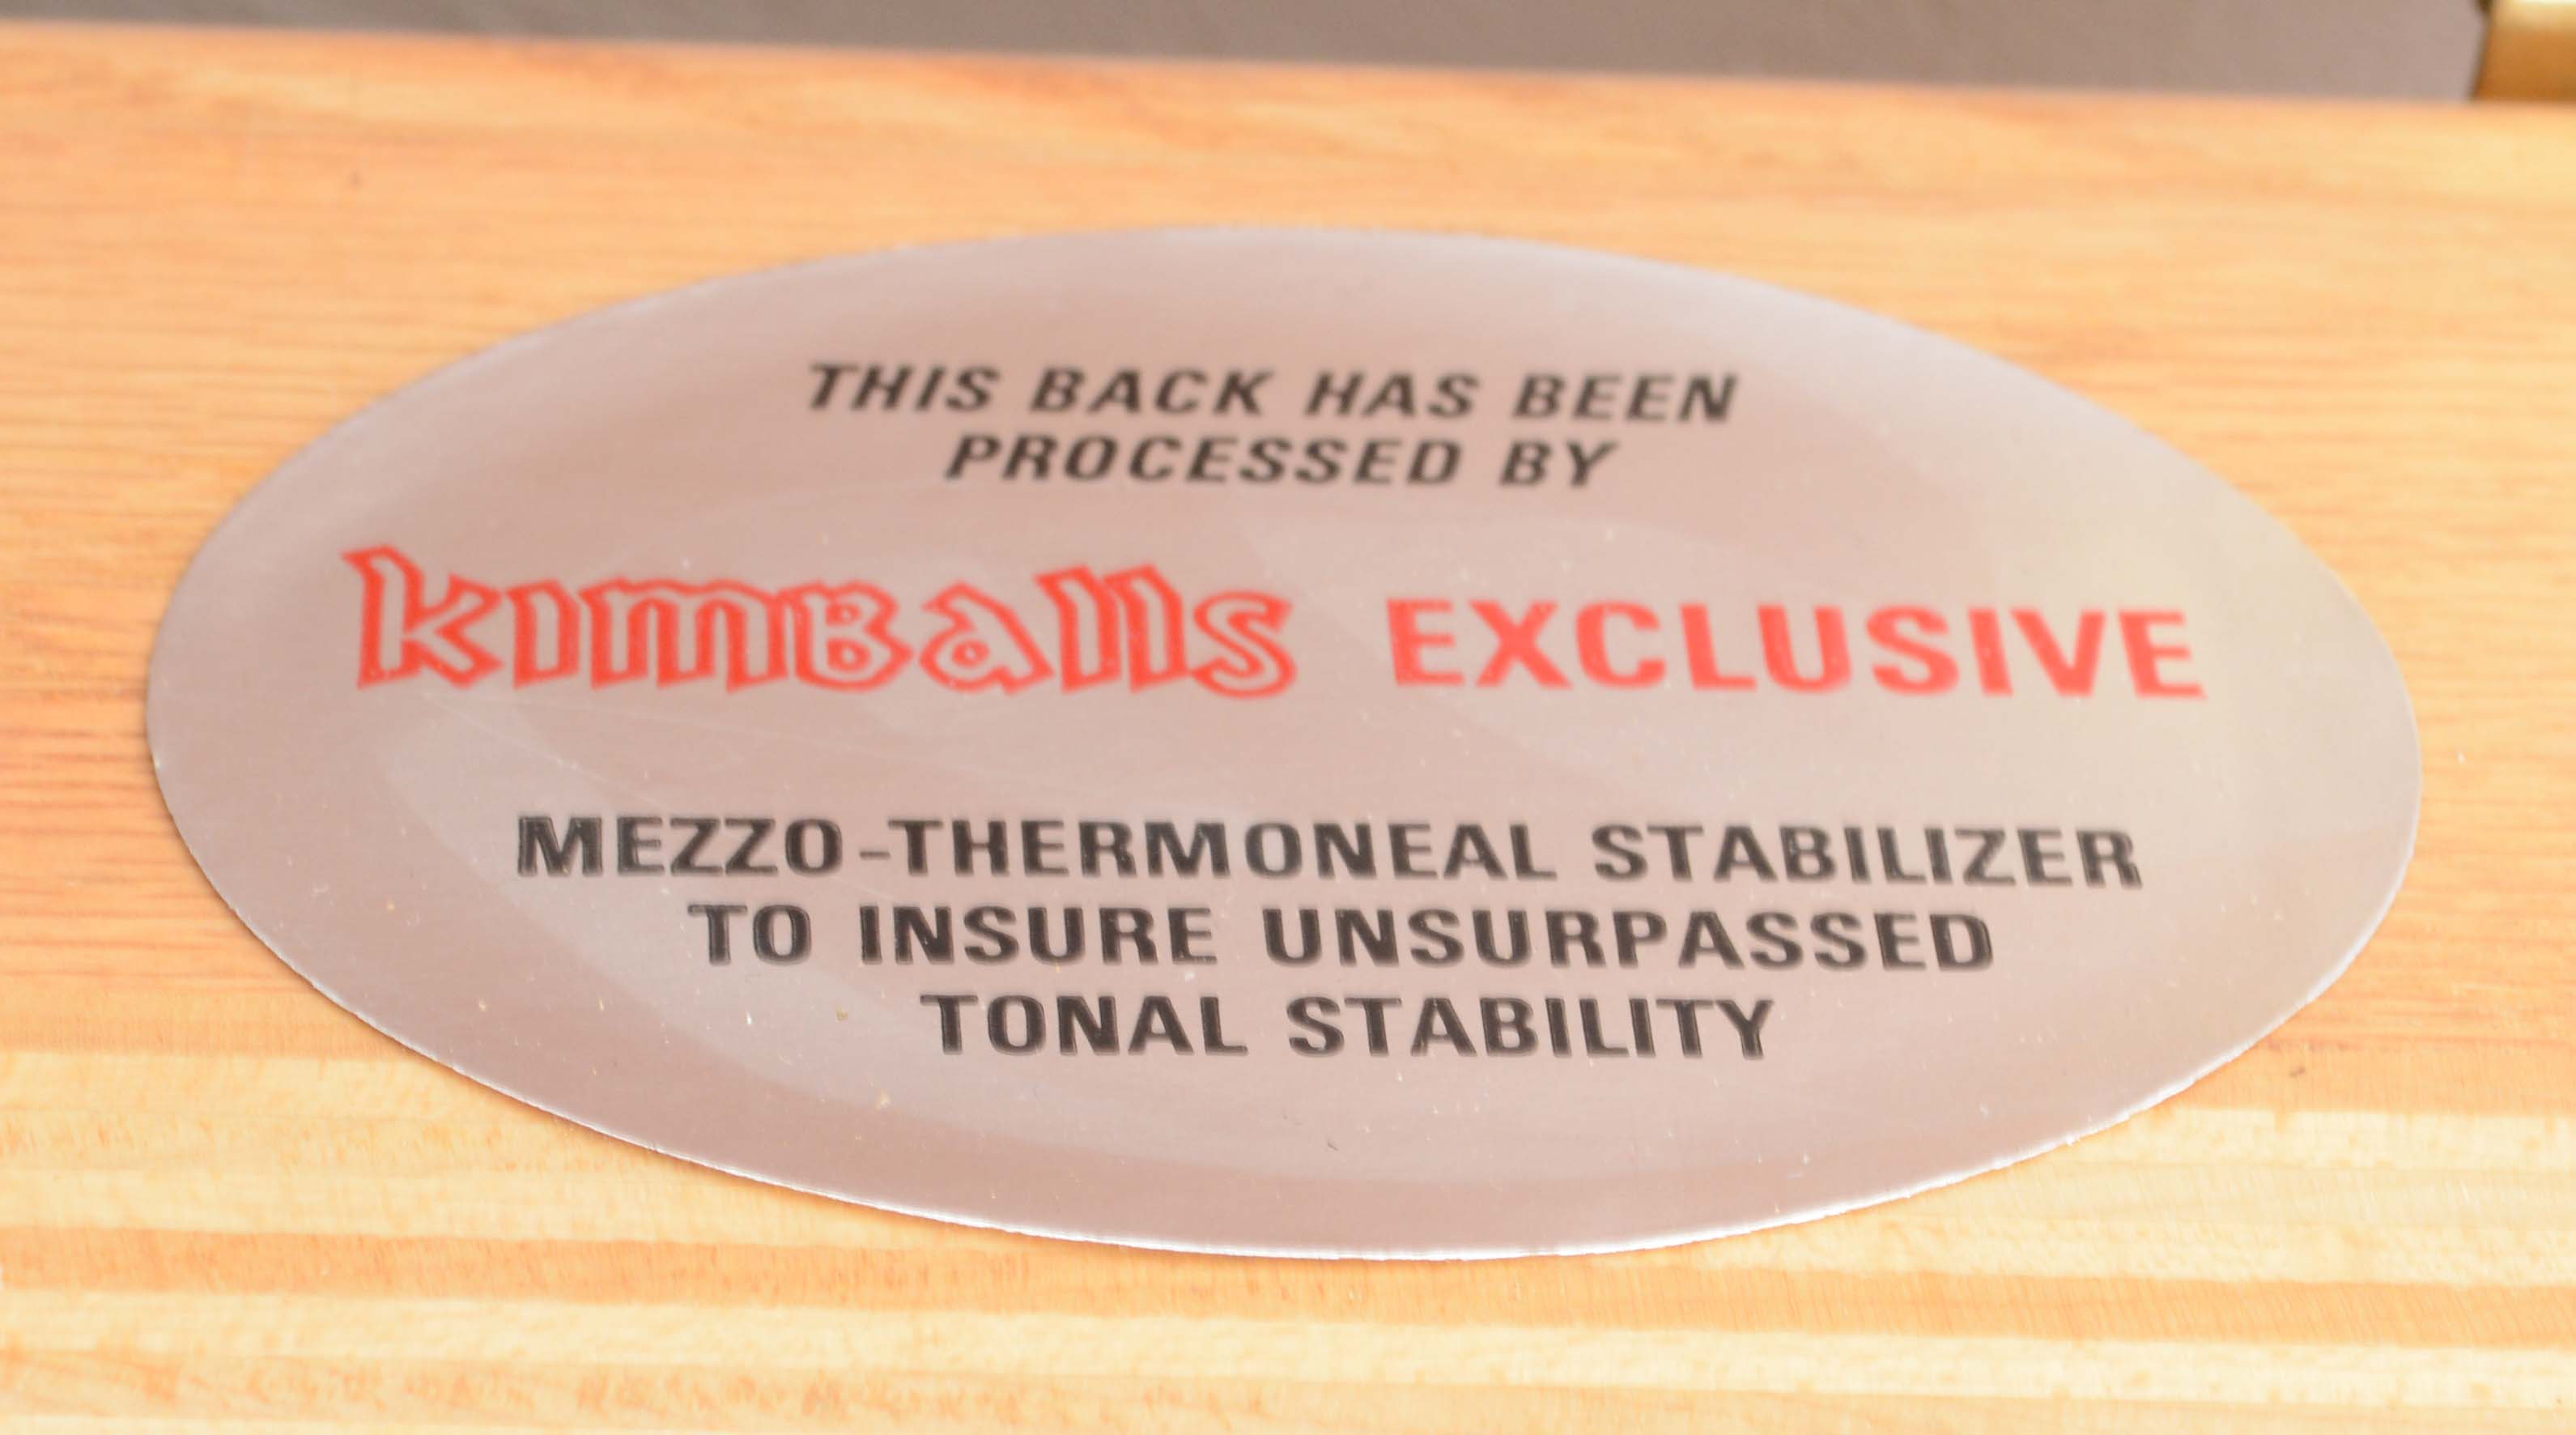 THIS BACK HAS BEEN
PROCESSED BY
kimBalls EXCLUSIVE
MEZZO-THERMONEAL STABILIZER
TO INSURE UNSURPASSED
TONAL STABILITY